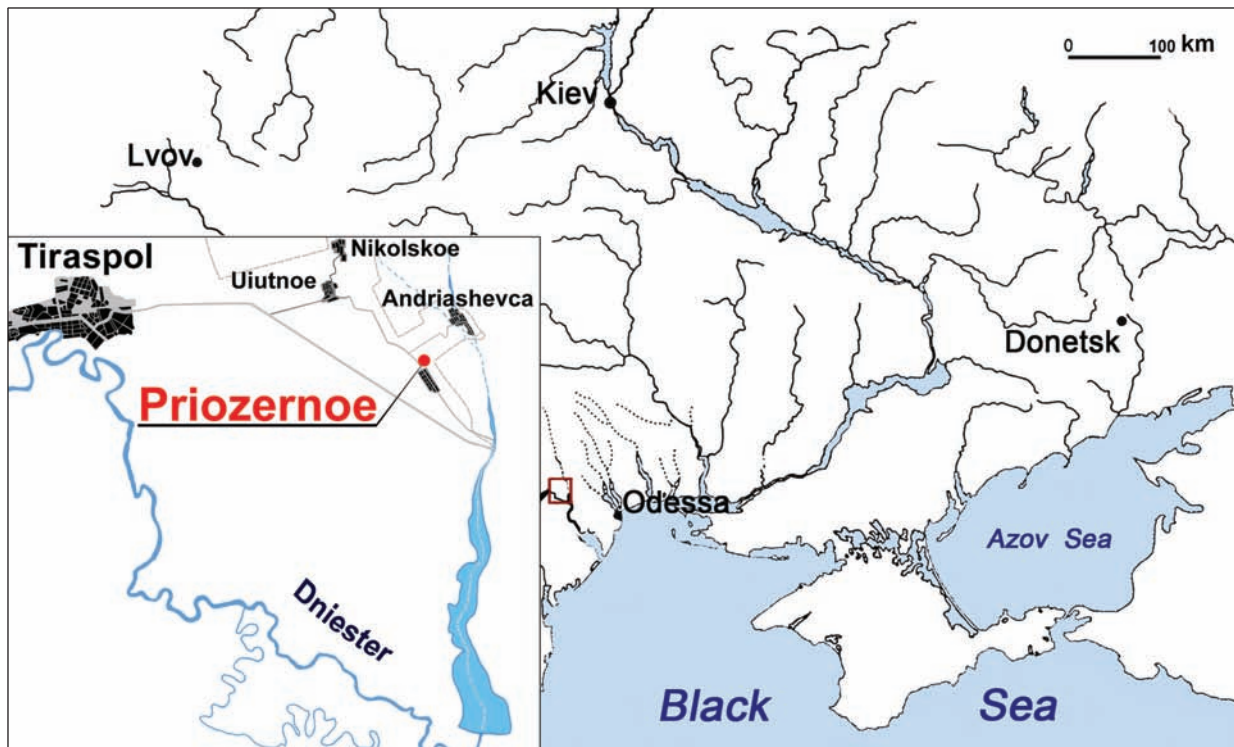 0 100 km
Kiev
Lvov
Nikolskoe
Tiraspol
Uiutnoe
Andriashevca
Donetsk
Priozernoe
Odessa
Azov Sea
Dniester
Black Sea